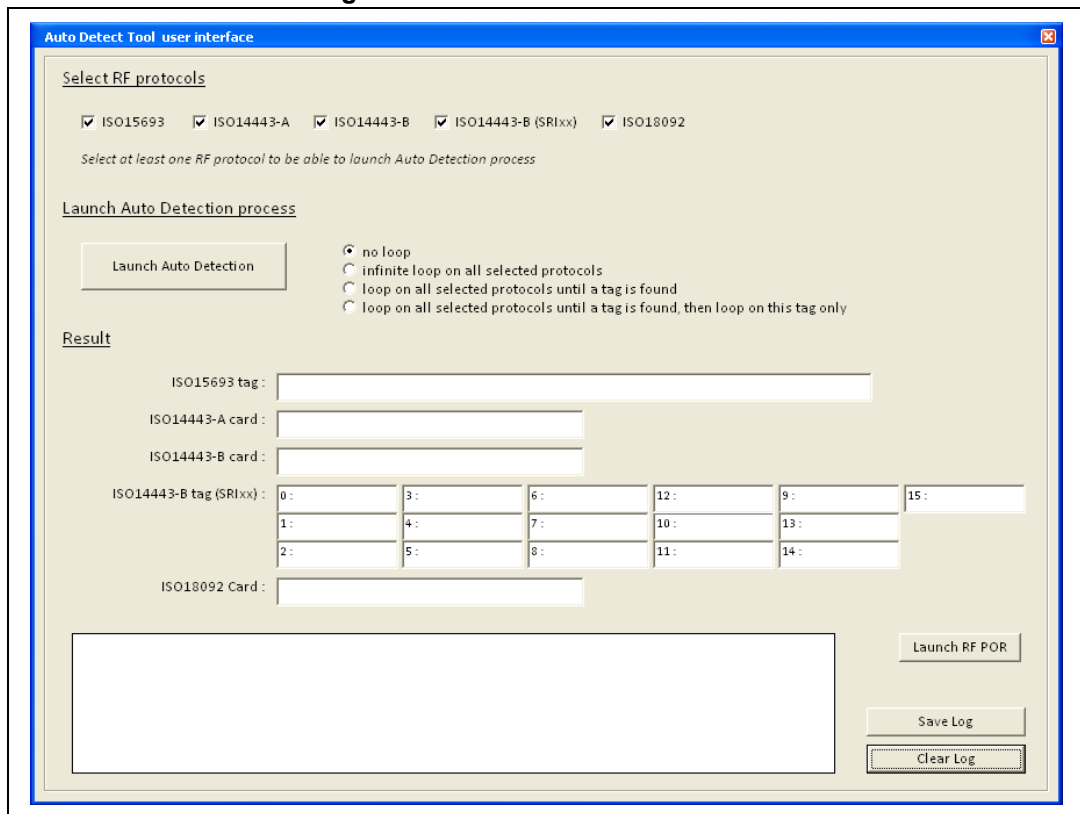 Auto Detect Tool user interface
Select RF protocols
ISO15693 ISO14443-A ISO14443-B ISO14443-B (SRIxx) ISO18092
Select at least one RF protocol to be able to launch Auto Detection process
Launch Auto Detection process
Launch Auto Detection
no loop
infinite loop on all selected protocols
loop on all selected protocols until a tag is found
loop on all selected protocols until a tag is found, then loop on this tag only
Result
ISO15693 tag :
ISO14443-A card :
ISO14443-B card :
ISO14443-B tag (SRIxx) : 0 : 3 : 6 : 12 : 9 : 15 :
1 : 4 : 7 : 10 : 13 :
2 : 5 : 8 : 11 : 14 :
ISO18092 Card :
Launch RF POR
Save Log
Clear Log